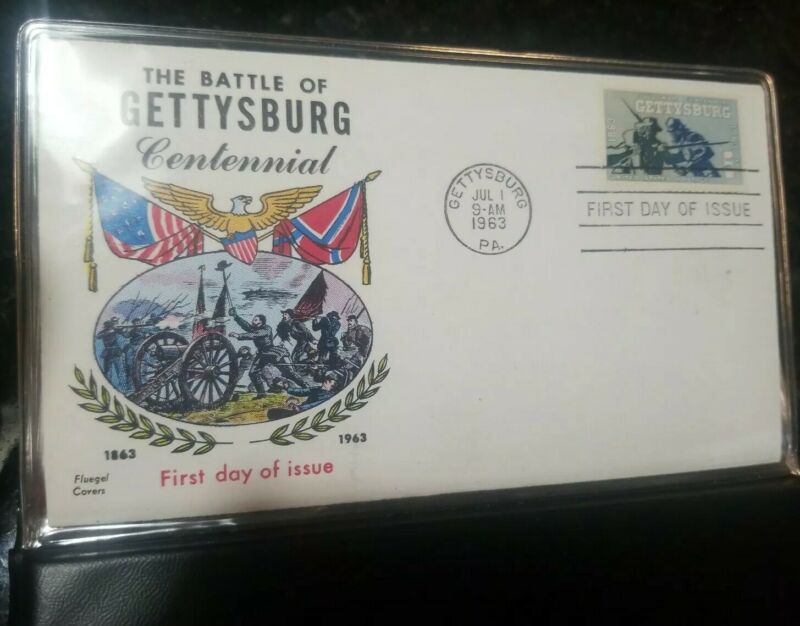 THE BATTLE OF
GETTYSBURG
Centennial
1863
1963
First day of issue
Fluegel
Covers
GETTYSBURG
JUL 1
9-AM
1963
PA.
GETTYSBURG
1863
FIRST DAY OF ISSUE